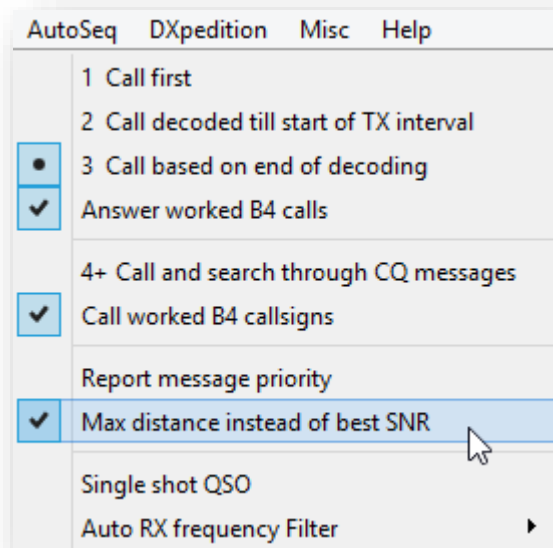 AutoSeq DXpedition Misc Help
1 Call first
2 Call decoded till start of TX interval
3 Call based on end of decoding
Answer worked B4 calls
4+ Call and search through CQ messages
Call worked B4 callsigns
Report message priority
Max distance instead of best SNR
Single shot QSO
Auto RX frequency Filter